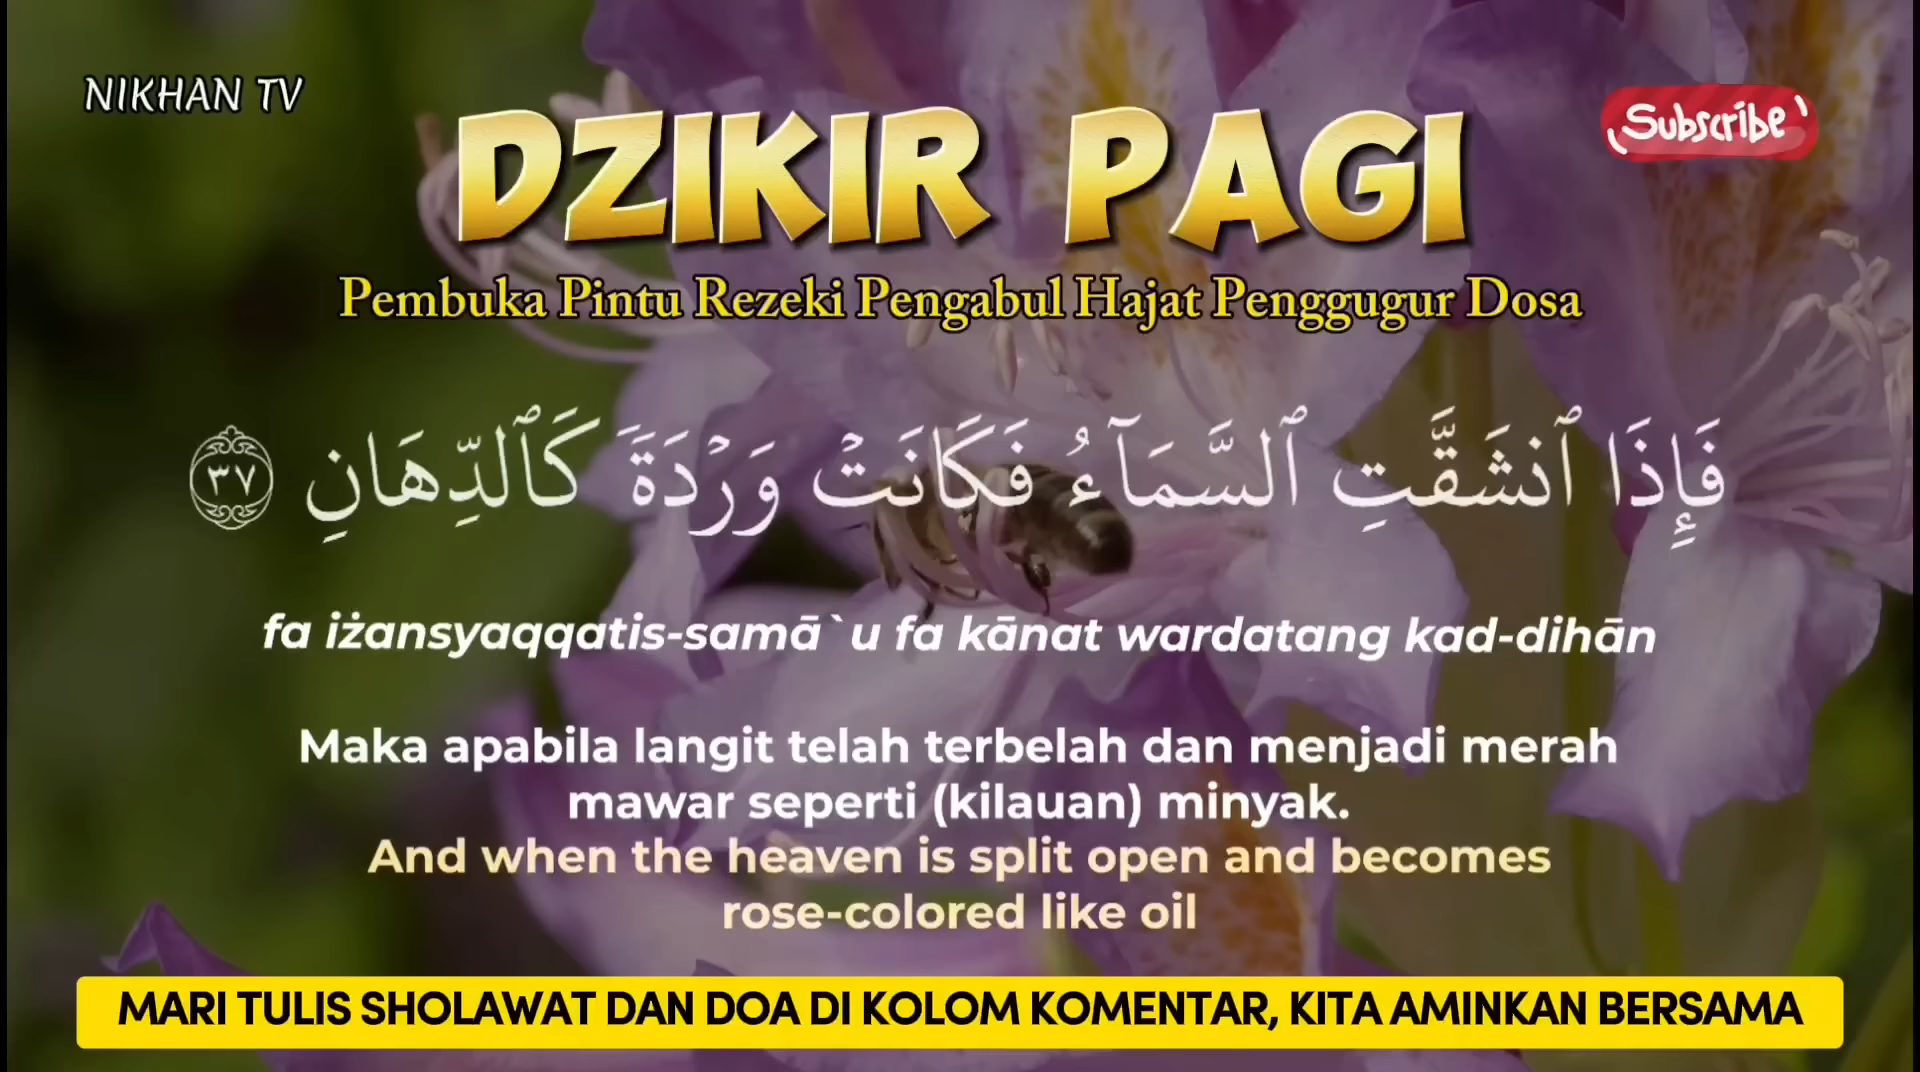 NIKHAN TV
Subscribe
DZIKIR PAGI
Pembuka Pintu Rezeki Pengabul Hajat Penggugur Dosa
فَإِذَا ٱنشَقَّتِ ٱلسَّمَآءُ فَكَانَتْ وَرْدَةً كَٱلدِّهَانِ ٣٧
fa iżansyaqqatis-samā`u fa kānat wardatang kad-dihān
Maka apabila langit telah terbelah dan menjadi merah
mawar seperti (kilauan) minyak.
And when the heaven is split open and becomes
rose-colored like oil
MARI TULIS SHOLAWAT DAN DOA DI KOLOM KOMENTAR, KITA AMINKAN BERSAMA